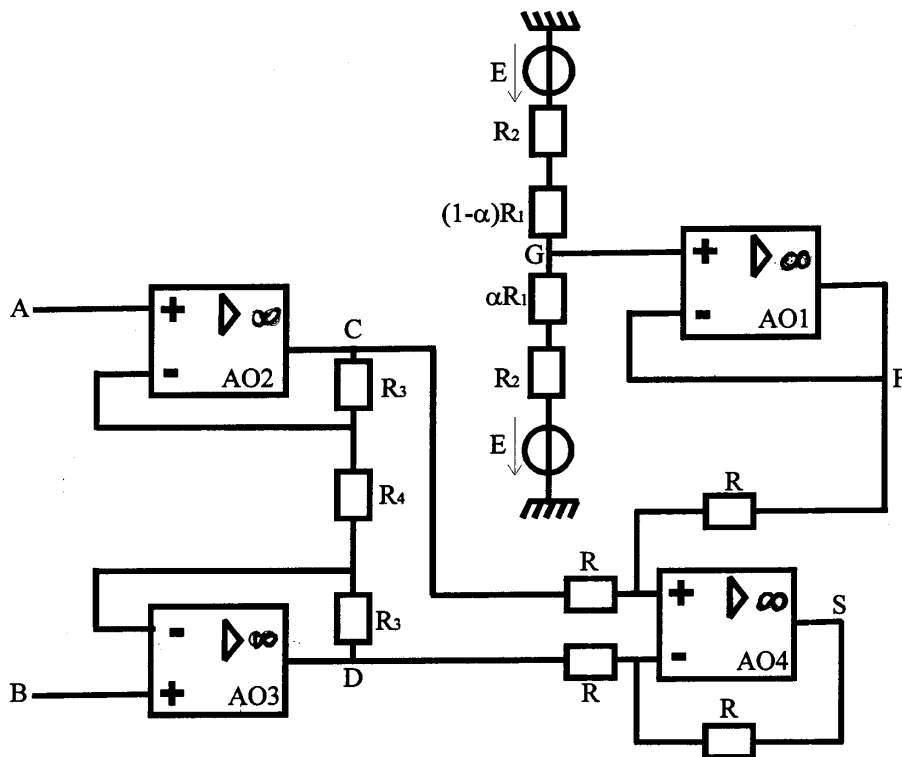 E
R₂
(1-α)R₁
G
+
▷ ∞
-
AO1
αR₁
A
+
▷ ∞
-
AO2
C
R₃
R₂
F
E
R₄
R
R
+
▷ ∞
S
-
AO4
-
▷ ∞
R₃
B
+
AO3
D
R
R